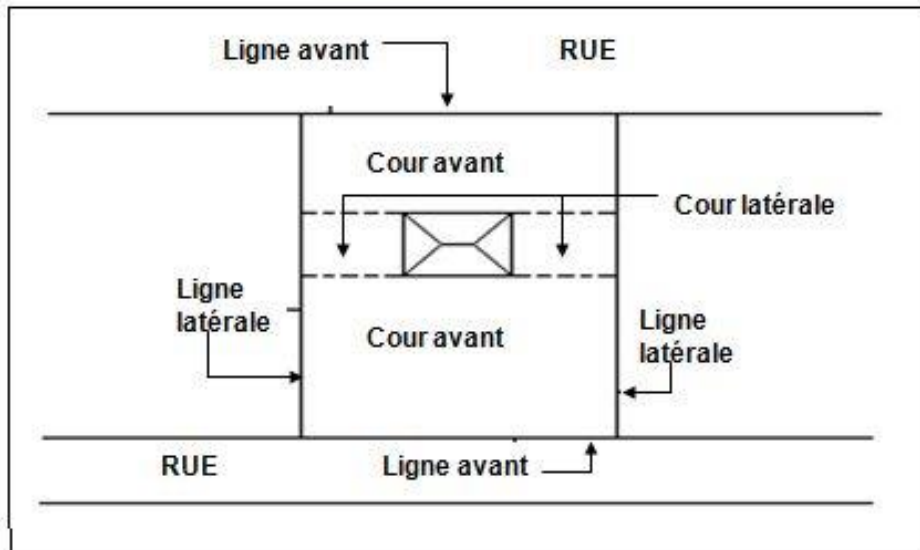 Ligne avant
RUE
Cour avant
Cour latérale
Ligne
latérale
Cour avant
Ligne
latérale
RUE
Ligne avant